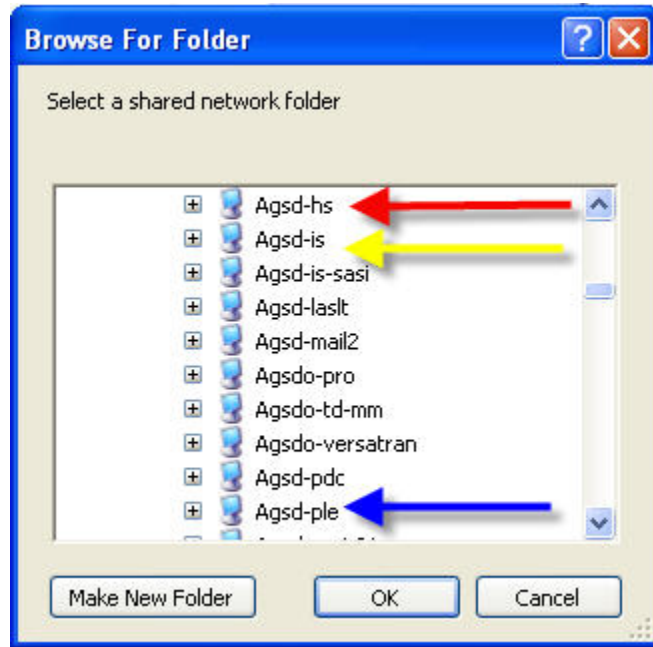 Browse For Folder
Select a shared network folder
Agsd-hs
Agsd-is
Agsd-is-sasi
Agsd-laslt
Agsd-mail2
Agsdo-pro
Agsdo-td-mm
Agsdo-versatran
Agsd-pdc
Agsd-ple
Make New Folder OK Cancel